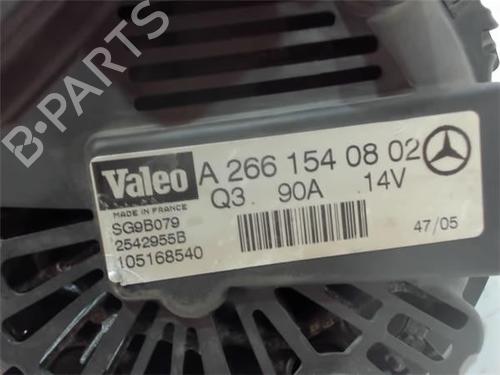 B-PARTS
Valeo
A 266 154 08 02
MADE IN FRANCE
Q3 90A 14V
SG9B079
2542955B
105168540
47/05